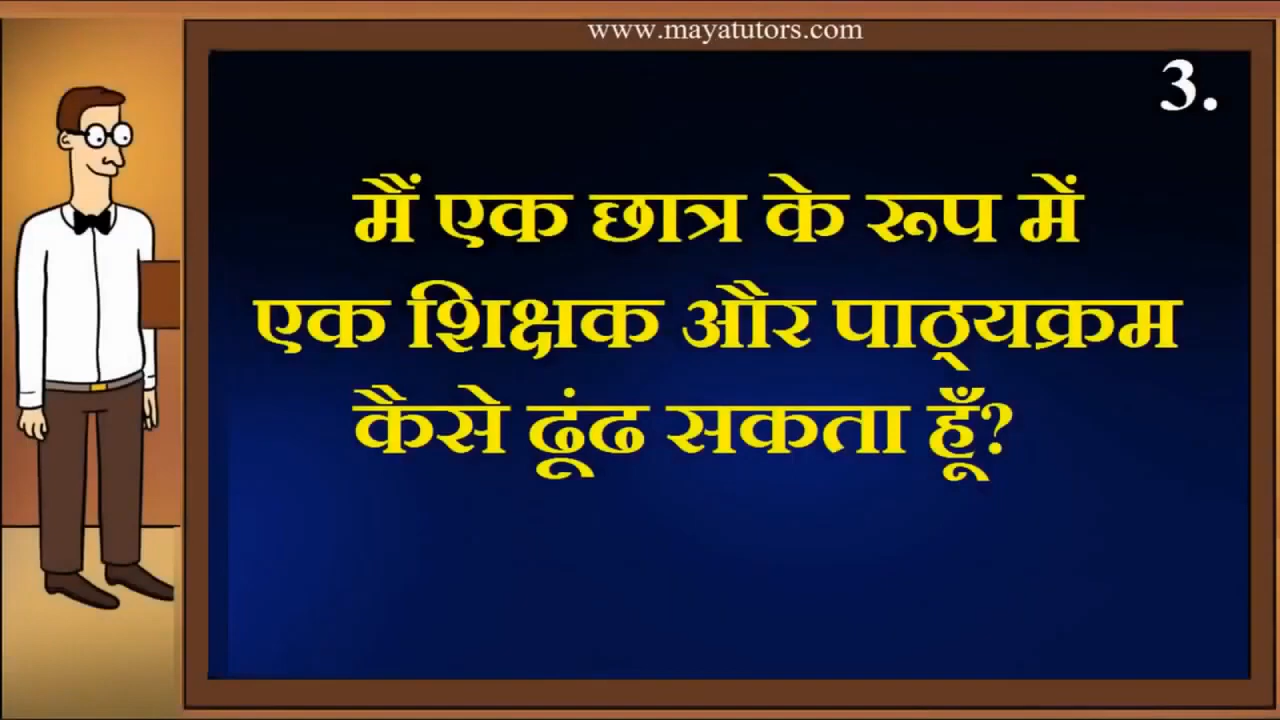 www.mayatutors.com
3.
मैं एक छात्र के रूप में
एक शिक्षक और पाठ्यक्रम
कैसे ढूंढ सकता हूँ?